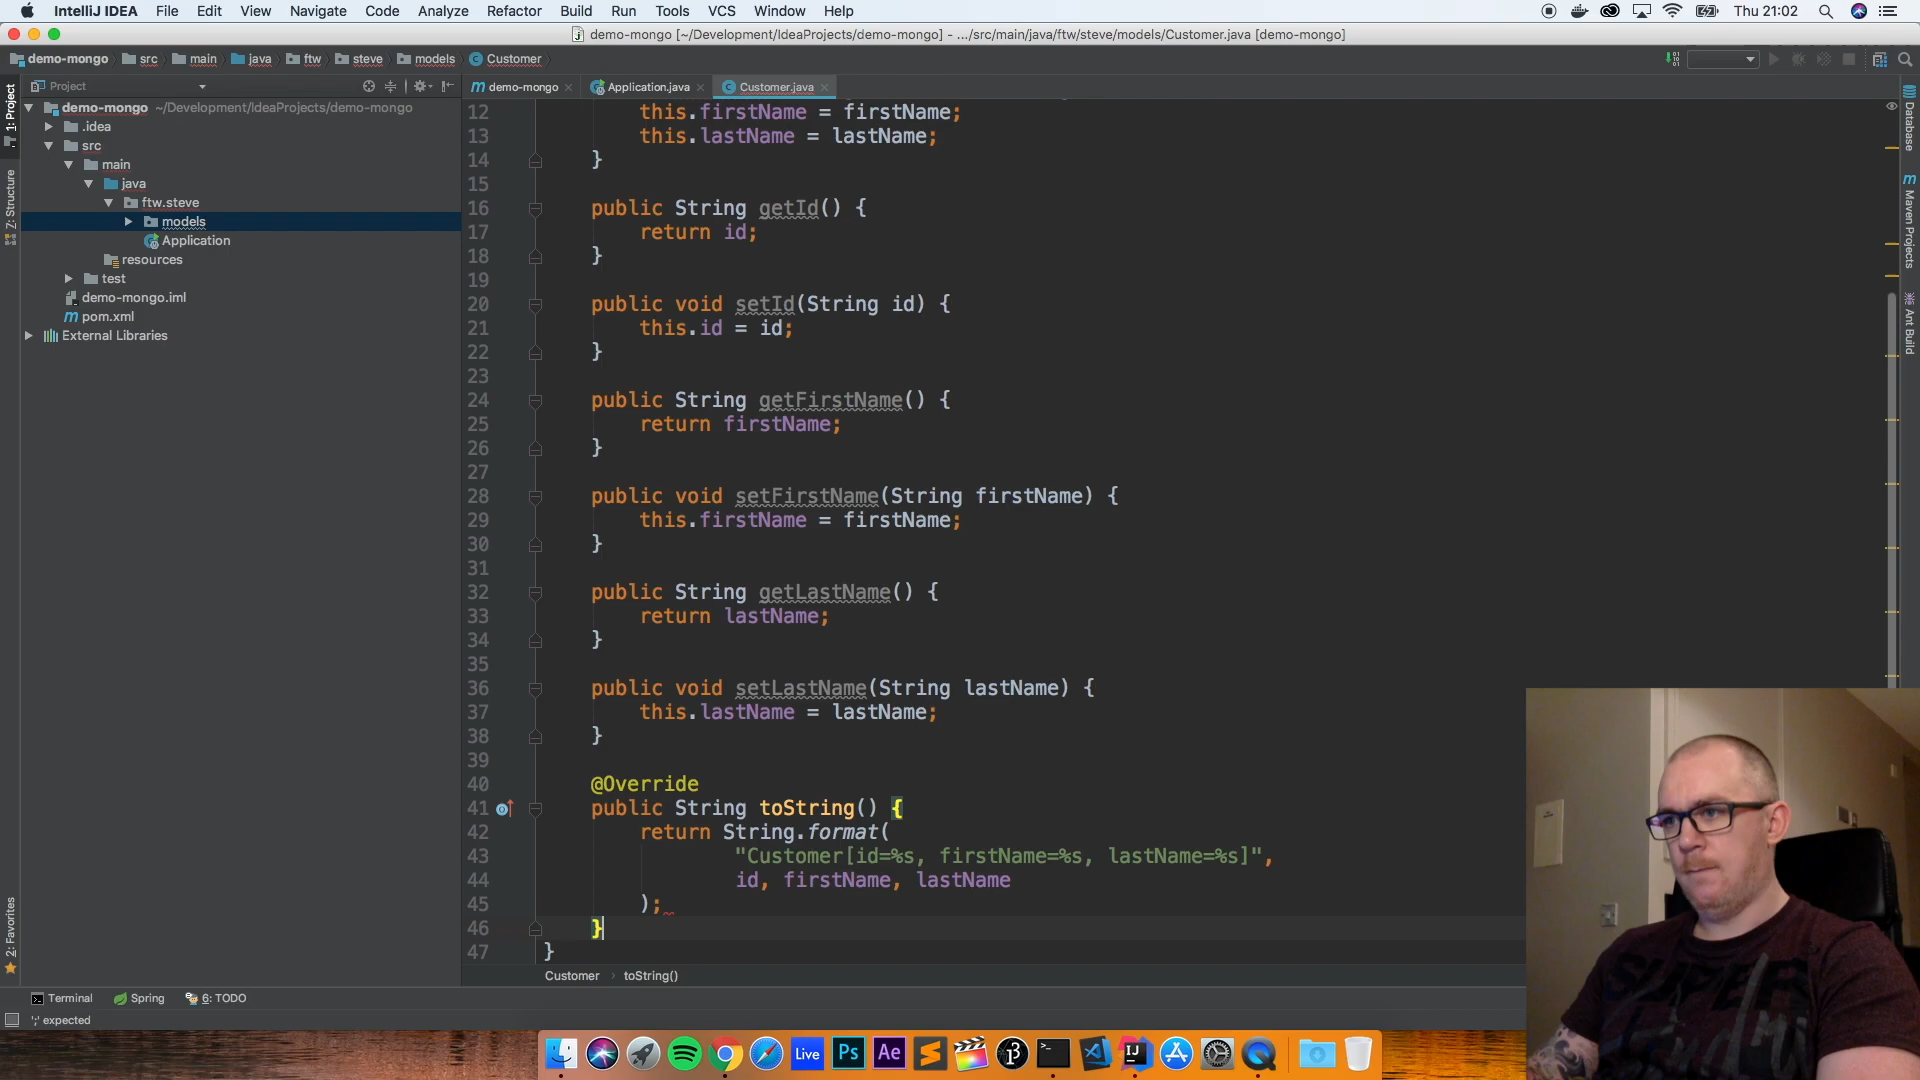 IntelliJ IDEA File Edit View Navigate Code Analyze Refactor Build Run Tools VCS Window Help Thu 21:02
demo-mongo [~/Development/IdeaProjects/demo-mongo] - .../src/main/java/ftw/steve/models/Customer.java [demo-mongo]
demo-mongo src main java ftw steve models Customer
Project
demo-mongo Application.java Customer.java
demo-mongo ~/Development/IdeaProjects/demo-mongo
.idea
src
main
java
ftw.steve
models
Application
resources
test
demo-mongo.iml
pom.xml
External Libraries
1: Project
7: Structure
2: Favorites
12 this.firstName = firstName;
13 this.lastName = lastName;
14 }
15
16 public String getId() {
17 return id;
18 }
19
20 public void setId(String id) {
21 this.id = id;
22 }
23
24 public String getFirstName() {
25 return firstName;
26 }
27
28 public void setFirstName(String firstName) {
29 this.firstName = firstName;
30 }
31
32 public String getLastName() {
33 return lastName;
34 }
35
36 public void setLastName(String lastName) {
37 this.lastName = lastName;
38 }
39
40 @Override
41 public String toString() {
42 return String.format(
43 "Customer[id=%s, firstName=%s, lastName=%s]",
44 id, firstName, lastName
45 );
46 }
47 }
Customer › toString()
Database
Maven Projects
Ant Build
Terminal Spring 6: TODO
';' expected
Live Ps Ae IJ